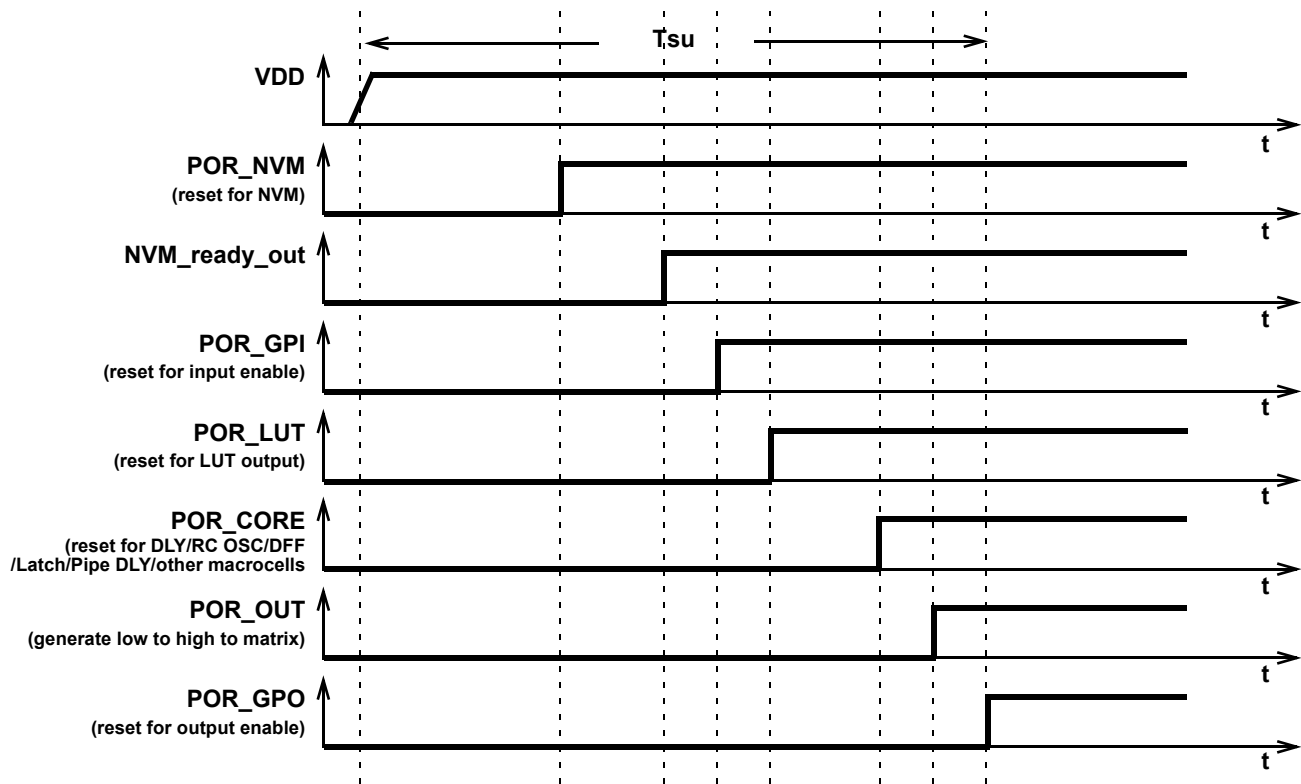 Tsu
VDD
t
POR_NVM
(reset for NVM)
t
NVM_ready_out
t
POR_GPI
(reset for input enable)
t
POR_LUT
(reset for LUT output)
t
POR_CORE
(reset for DLY/RC OSC/DFF
/Latch/Pipe DLY/other macrocells
t
POR_OUT
(generate low to high to matrix)
t
POR_GPO
(reset for output enable)
t